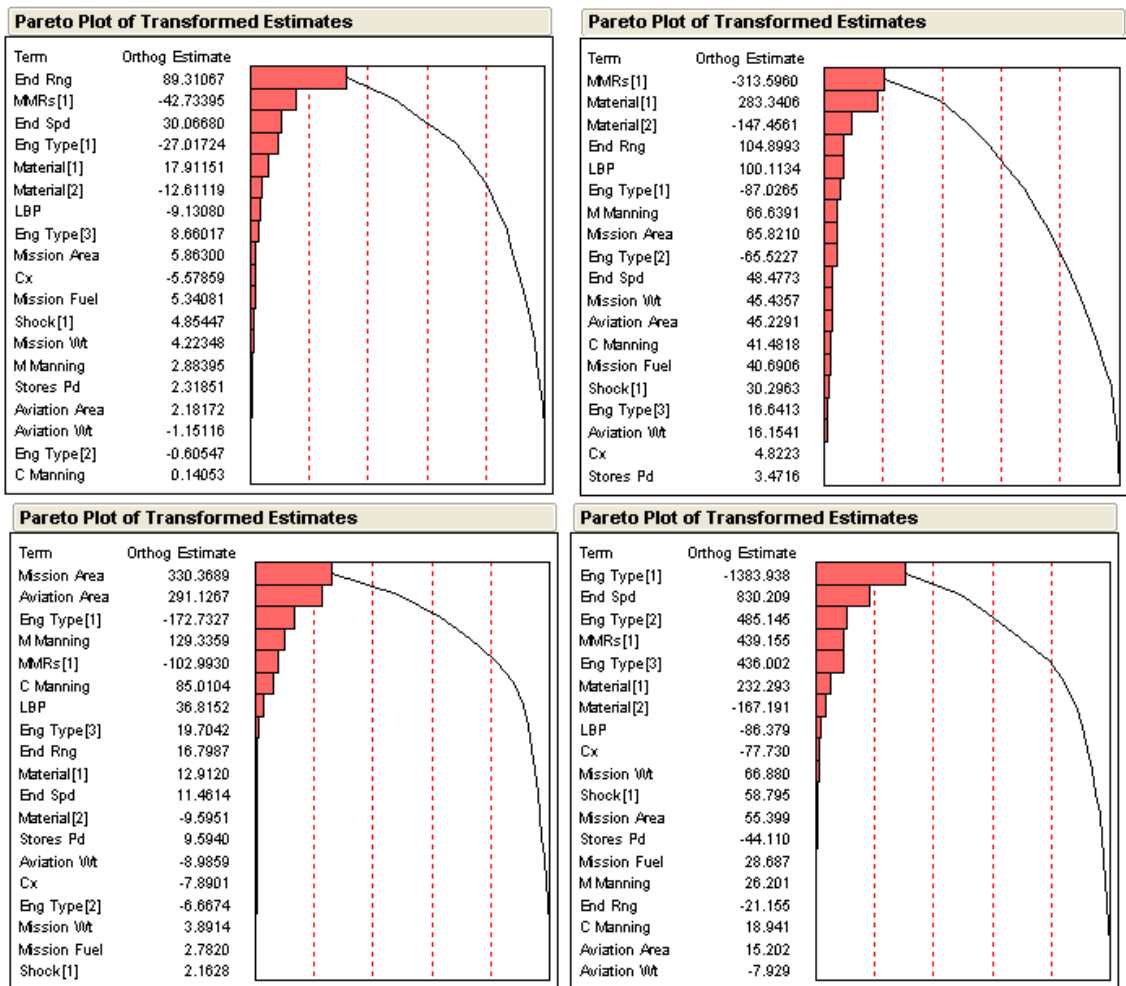 Pareto Plot of Transformed Estimates
Term Orthog Estimate
End Rng 89.31067
MMRs[1] -42.73395
End Spd 30.06680
Eng Type[1] -27.01724
Material[1] 17.91151
Material[2] -12.61119
LBP -9.13080
Eng Type[3] 8.66017
Mission Area 5.86300
Cx -5.57859
Mission Fuel 5.34081
Shock[1] 4.85447
Mission Wt 4.22348
M Manning 2.88395
Stores Pd 2.31851
Aviation Area 2.18172
Aviation Wt -1.15116
Eng Type[2] -0.60547
C Manning 0.14053
Pareto Plot of Transformed Estimates
Term Orthog Estimate
MMRs[1] -313.5960
Material[1] 283.3406
Material[2] -147.4561
End Rng 104.8993
LBP 100.1134
Eng Type[1] -87.0265
M Manning 66.6391
Mission Area 65.8210
Eng Type[2] -65.5227
End Spd 48.4773
Mission Wt 45.4357
Aviation Area 45.2291
C Manning 41.4818
Mission Fuel 40.6906
Shock[1] 30.2963
Eng Type[3] 16.6413
Aviation Wt 16.1541
Cx 4.8223
Stores Pd 3.4716
Pareto Plot of Transformed Estimates
Term Orthog Estimate
Mission Area 330.3689
Aviation Area 291.1267
Eng Type[1] -172.7327
M Manning 129.3359
MMRs[1] -102.9930
C Manning 85.0104
LBP 36.8152
Eng Type[3] 19.7042
End Rng 16.7987
Material[1] 12.9120
End Spd 11.4614
Material[2] -9.5951
Stores Pd 9.5940
Aviation Wt -8.9859
Cx -7.8901
Eng Type[2] -6.6674
Mission Wt 3.8914
Mission Fuel 2.7820
Shock[1] 2.1628
Pareto Plot of Transformed Estimates
Term Orthog Estimate
Eng Type[1] -1383.938
End Spd 830.209
Eng Type[2] 485.145
MMRs[1] 439.155
Eng Type[3] 436.002
Material[1] 232.293
Material[2] -167.191
LBP -86.379
Cx -77.730
Mission Wt 66.880
Shock[1] 58.795
Mission Area 55.399
Stores Pd -44.110
Mission Fuel 28.687
M Manning 26.201
End Rng -21.155
C Manning 18.941
Aviation Area 15.202
Aviation Wt -7.929